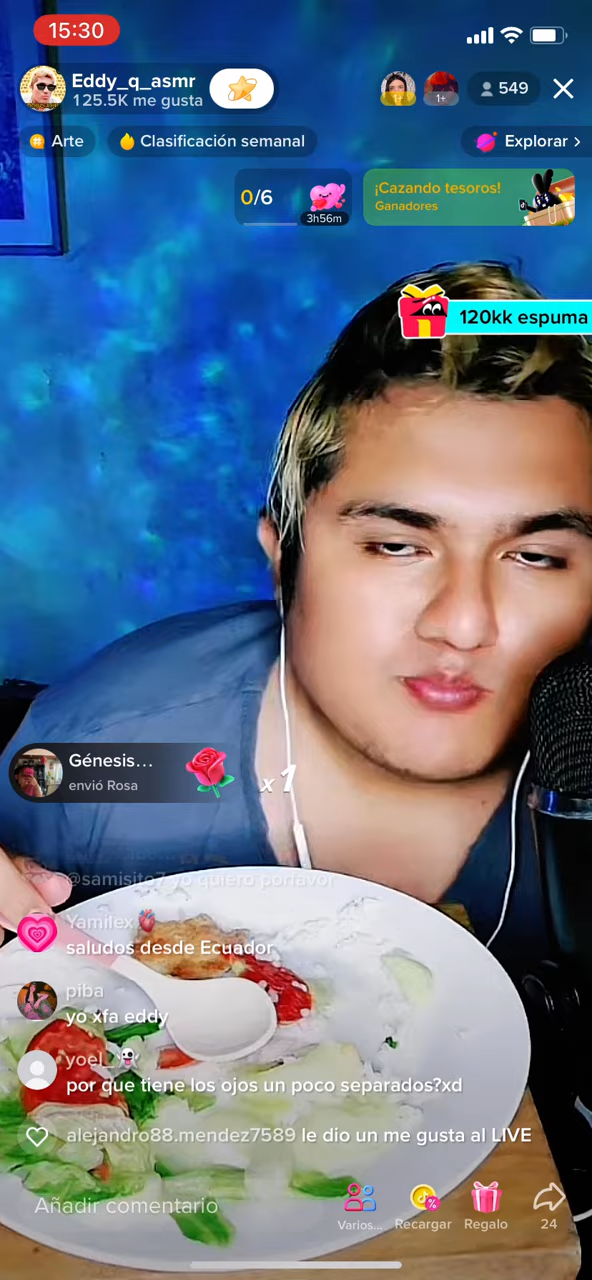 15:30
Eddy_q_asmr
125.5K me gusta
1+
1+
549
Arte
Clasificación semanal
Explorar >
0/6
3h56m
¡Cazando tesoros!
Ganadores
120kk espuma
Génesis...
envió Rosa
x1
@samisito7 yo quiero porfavor
Yamilex
saludos desde Ecuador
piba
yo xfa eddy
yoel_
por que tiene los ojos un poco separados?xd
alejandro88.mendez7589 le dio un me gusta al LIVE
Añadir comentario
Varios...
Recargar
Regalo
24